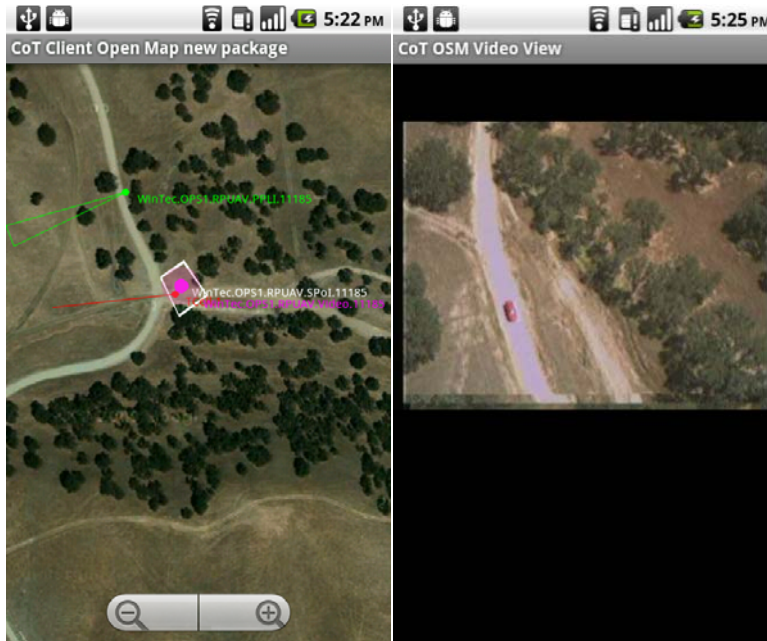 5:22 PM
CoT Client Open Map new package
WinTec.OPS1.RPUAV.PPLI.11185
WinTec.OPS1.RPUAV.SPoI.11185
5:25 PM
CoT OSM Video View